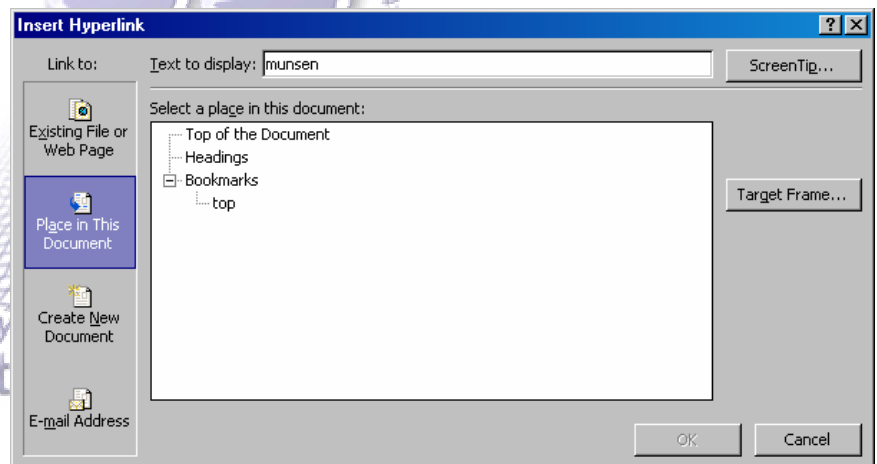 Insert Hyperlink
Link to:
Text to display: munsen
ScreenTip...
Select a place in this document:
Existing File or
Web Page
Top of the Document
Headings
Bookmarks
top
Place in This
Document
Target Frame...
Create New
Document
E-mail Address
OK
Cancel